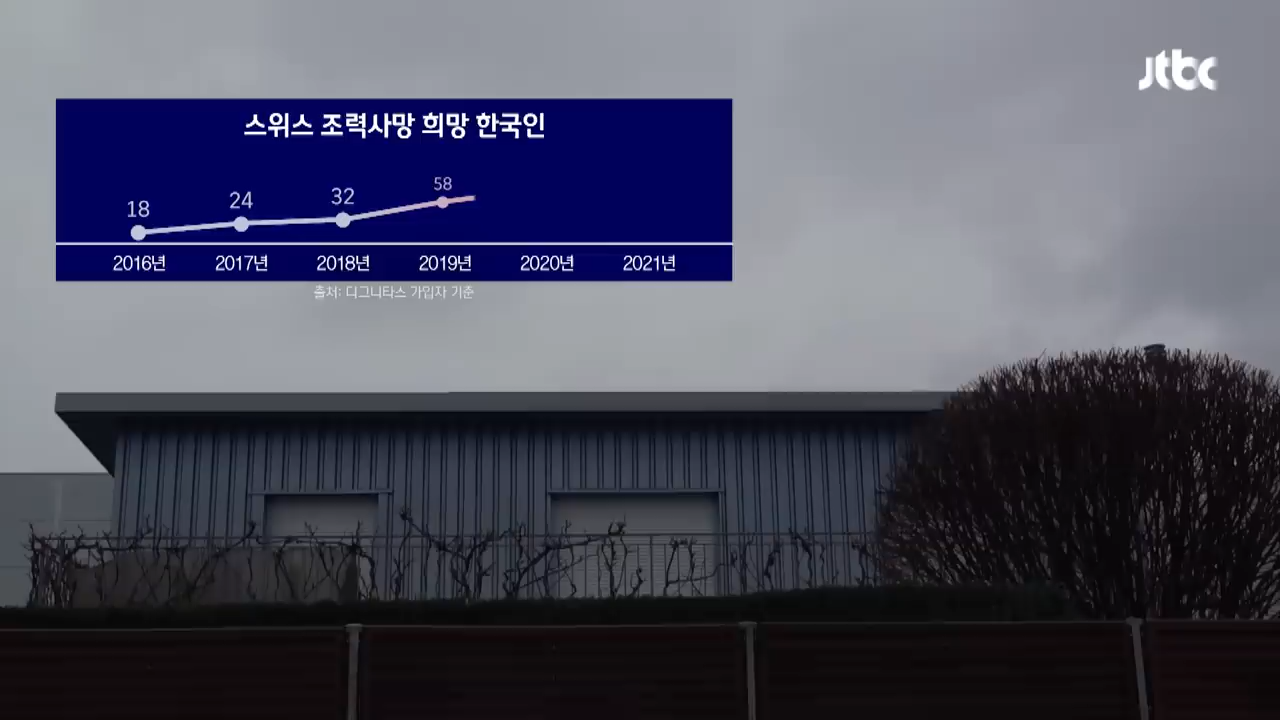 jtbc
스위스 조력사망 희망 한국인
18 24 32 58
2016년 2017년 2018년 2019년 2020년 2021년
출처: 디그니타스 가입자 기준